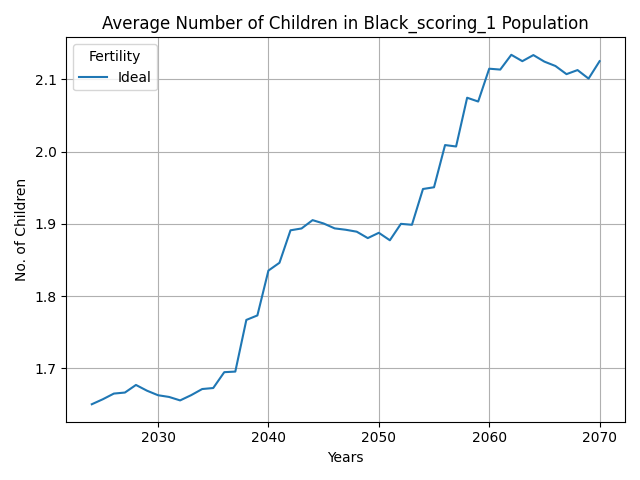 Average Number of Children in Black_scoring_1 Population
Fertility
Ideal
No. of Children
2.1
2.0
1.9
1.8
1.7
2030 2040 2050 2060 2070
Years